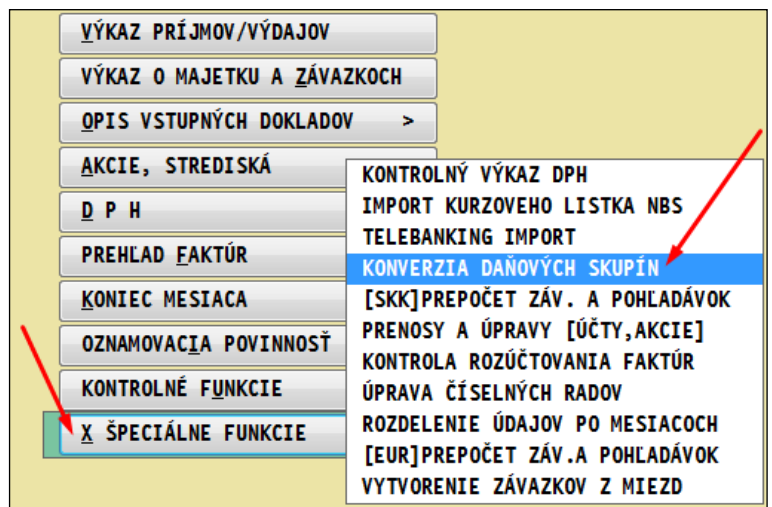 VÝKAZ PRÍJMOV/VÝDAJOV
VÝKAZ O MAJETKU A ZÁVAZKOCH
OPIS VSTUPNÝCH DOKLADOV >
AKCIE, STREDISKÁ
D P H
PREHĽAD FAKTÚR
KONIEC MESIACA
OZNAMOVACIA POVINNOSŤ
KONTROLNÉ FUNKCIE
X ŠPECIÁLNE FUNKCIE
KONTROLNÝ VÝKAZ DPH
IMPORT KURZOVEHO LISTKA NBS
TELEBANKING IMPORT
KONVERZIA DAŇOVÝCH SKUPÍN
[SKK]PREPOČET ZÁV. A POHĽADÁVOK
PRENOSY A ÚPRAVY [ÚČTY,AKCIE]
KONTROLA ROZÚČTOVANIA FAKTÚR
ÚPRAVA ČÍSELNÝCH RADOV
ROZDELENIE ÚDAJOV PO MESIACOCH
[EUR]PREPOČET ZÁV.A POHĽADÁVOK
VYTVORENIE ZÁVAZKOV Z MIEZD